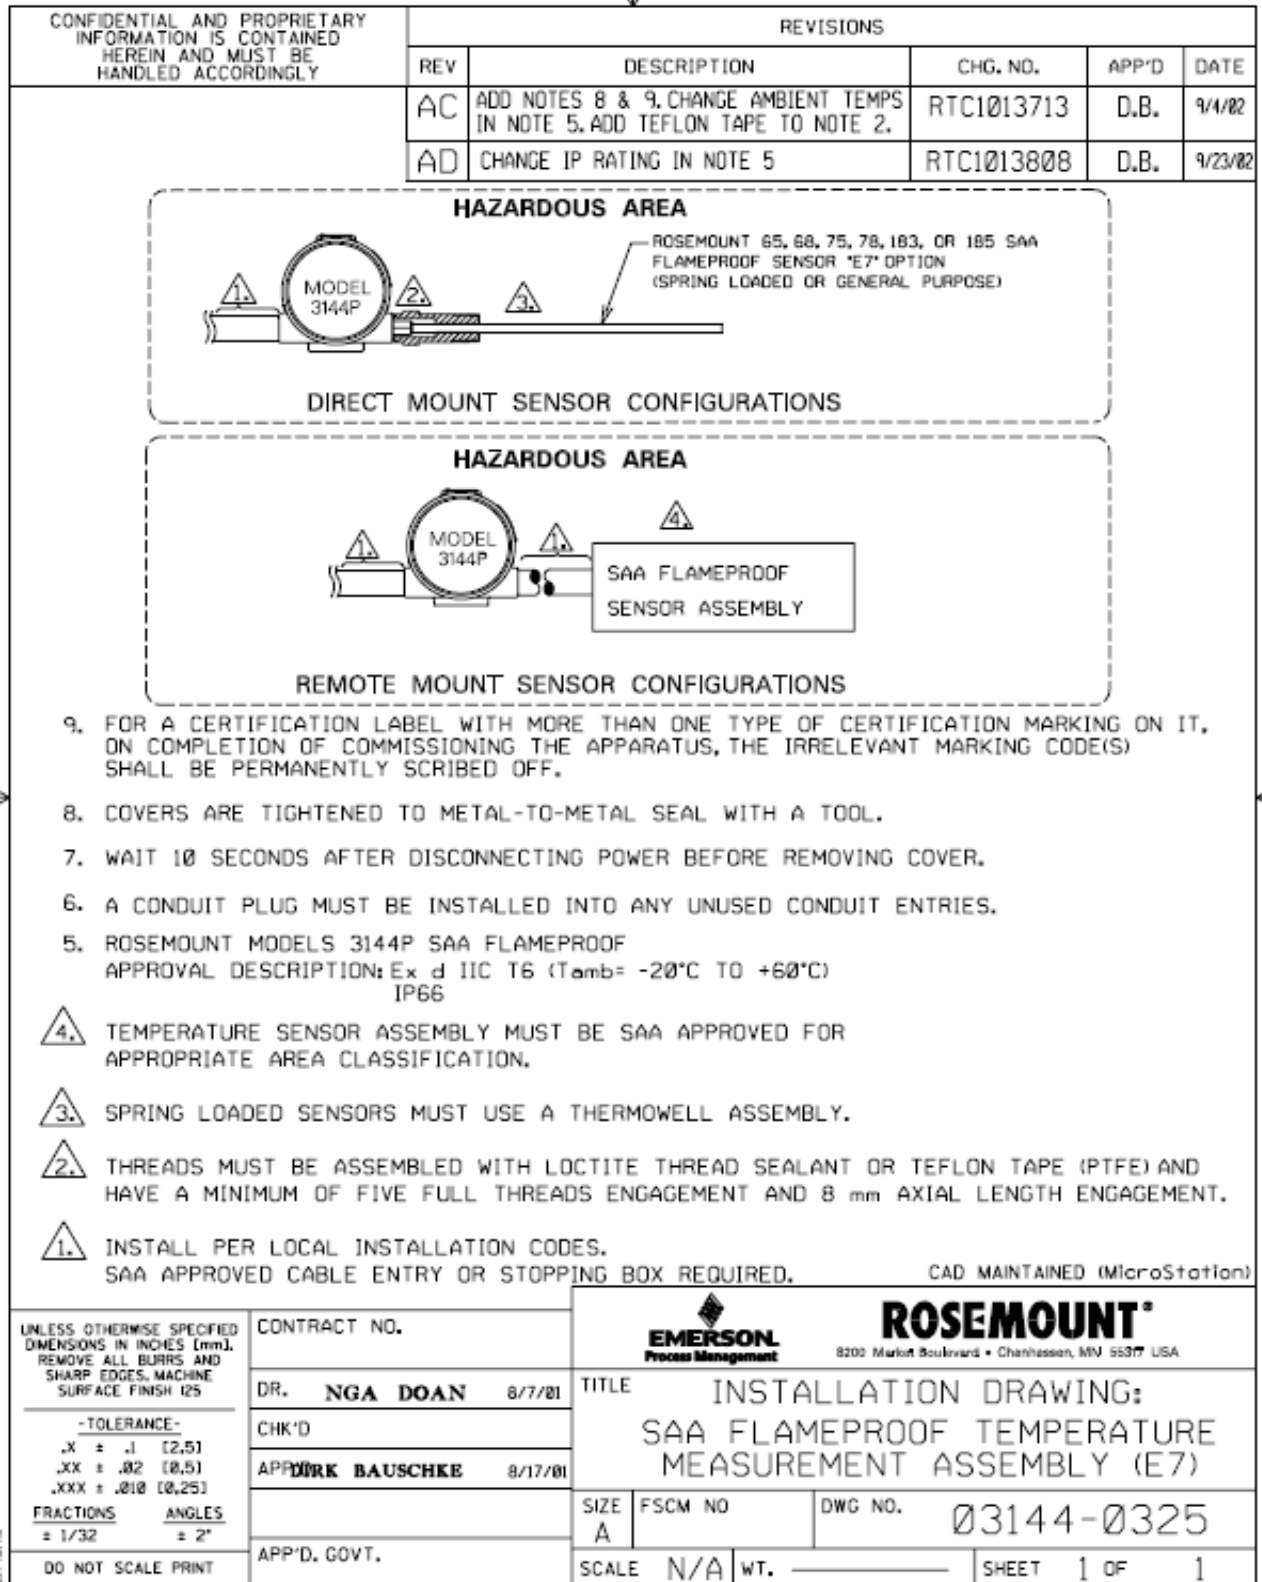 CONFIDENTIAL AND PROPRIETARY
INFORMATION IS CONTAINED
HEREIN AND MUST BE
HANDLED ACCORDINGLY
REVISIONS
REV DESCRIPTION CHG. NO. APP'D DATE
AC ADD NOTES 8 & 9. CHANGE AMBIENT TEMPS
IN NOTE 5. ADD TEFLON TAPE TO NOTE 2.
RTC1013713 D.B. 9/4/02
AD CHANGE IP RATING IN NOTE 5 RTC1013808 D.B. 9/23/02
HAZARDOUS AREA
ROSEMOUNT 65, 68, 75, 78, 183, OR 185 SAA
FLAMEPROOF SENSOR "E7" OPTION
(SPRING LOADED OR GENERAL PURPOSE)
1.
MODEL
3144P
2.
3.
DIRECT MOUNT SENSOR CONFIGURATIONS
HAZARDOUS AREA
1.
MODEL
3144P
1.
4.
SAA FLAMEPROOF
SENSOR ASSEMBLY
REMOTE MOUNT SENSOR CONFIGURATIONS
9. FOR A CERTIFICATION LABEL WITH MORE THAN ONE TYPE OF CERTIFICATION MARKING ON IT,
ON COMPLETION OF COMMISSIONING THE APPARATUS, THE IRRELEVANT MARKING CODE(S)
SHALL BE PERMANENTLY SCRIBED OFF.
8. COVERS ARE TIGHTENED TO METAL-TO-METAL SEAL WITH A TOOL.
7. WAIT 10 SECONDS AFTER DISCONNECTING POWER BEFORE REMOVING COVER.
6. A CONDUIT PLUG MUST BE INSTALLED INTO ANY UNUSED CONDUIT ENTRIES.
5. ROSEMOUNT MODELS 3144P SAA FLAMEPROOF
APPROVAL DESCRIPTION: Ex d IIC T6 (Tamb= -20°C TO +60°C)
IP66
4. TEMPERATURE SENSOR ASSEMBLY MUST BE SAA APPROVED FOR
APPROPRIATE AREA CLASSIFICATION.
3. SPRING LOADED SENSORS MUST USE A THERMOWELL ASSEMBLY.
2. THREADS MUST BE ASSEMBLED WITH LOCTITE THREAD SEALANT OR TEFLON TAPE (PTFE) AND
HAVE A MINIMUM OF FIVE FULL THREADS ENGAGEMENT AND 8 mm AXIAL LENGTH ENGAGEMENT.
1. INSTALL PER LOCAL INSTALLATION CODES.
SAA APPROVED CABLE ENTRY OR STOPPING BOX REQUIRED.
CAD MAINTAINED (MicroStation)
UNLESS OTHERWISE SPECIFIED
DIMENSIONS IN INCHES [mm].
REMOVE ALL BURRS AND
SHARP EDGES. MACHINE
SURFACE FINISH 125
-TOLERANCE-
.X ± .1 [2,5]
.XX ± .02 [0,5]
.XXX ± .010 [0,25]
FRACTIONS ANGLES
± 1/32 ± 2°
DO NOT SCALE PRINT
CONTRACT NO.
DR. NGA DOAN 8/7/01
CHK'D
APP'D DIRK BAUSCHKE 8/17/01
APP'D. GOVT.
EMERSON.
Process Management
ROSEMOUNT®
8200 Market Boulevard • Chanhassen, MN 55317 USA
TITLE INSTALLATION DRAWING:
SAA FLAMEPROOF TEMPERATURE
MEASUREMENT ASSEMBLY (E7)
SIZE A FSCM NO DWG NO. 03144-0325
SCALE N/A WT. SHEET 1 OF 1